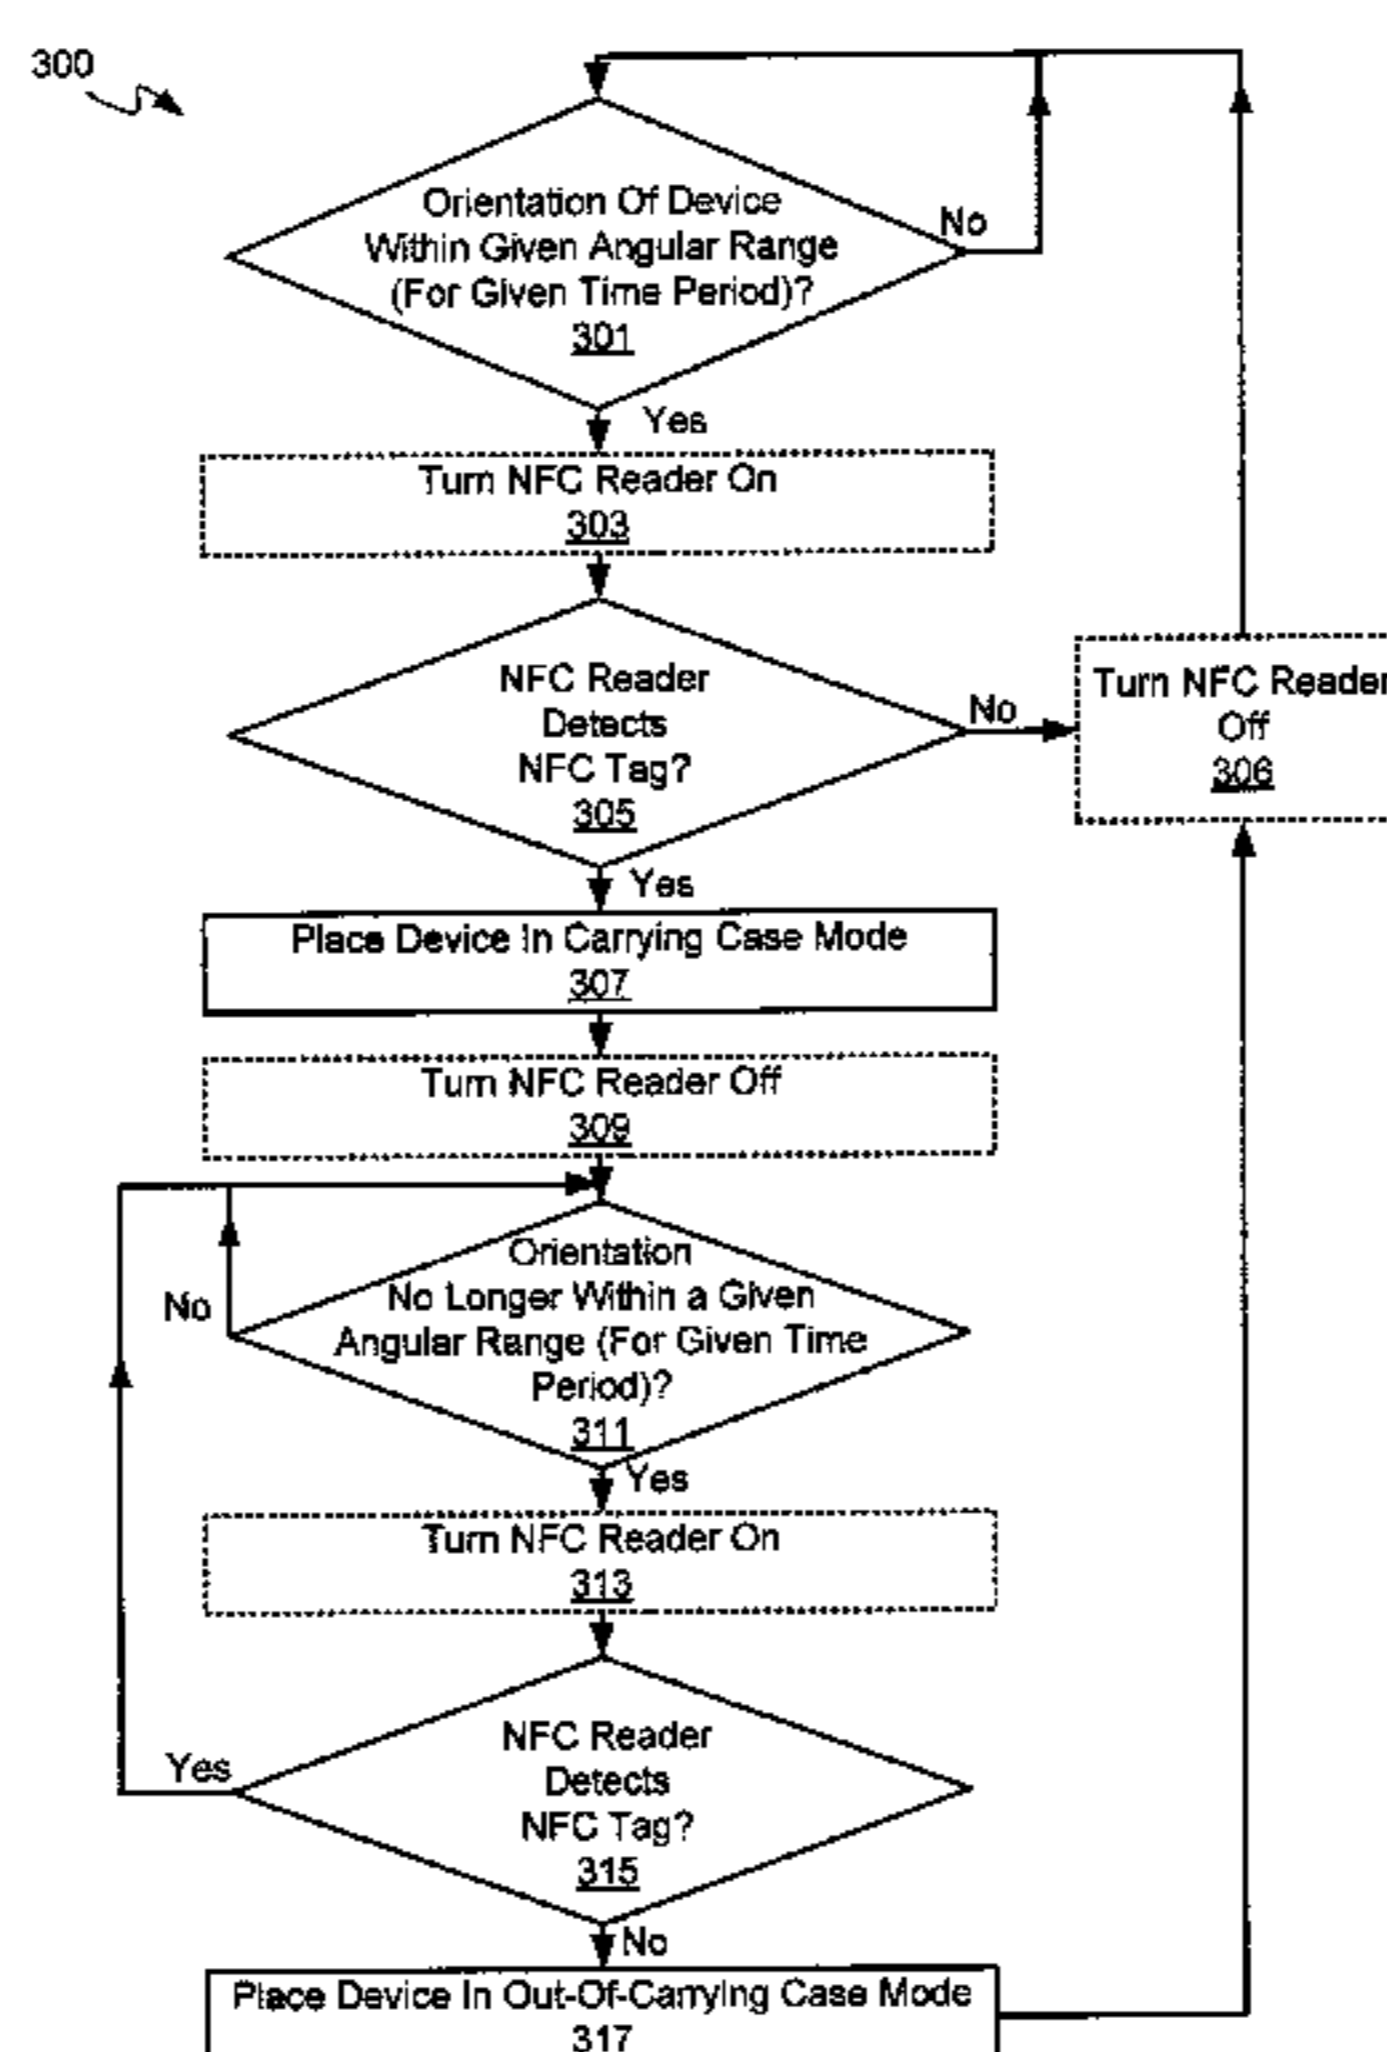 300
Orientation Of Device
Within Given Angular Range
(For Given Time Period)?
301
No
Yes
Turn NFC Reader On
303
NFC Reader
Detects
NFC Tag?
305
No
Turn NFC Reader
Off
306
Yes
Place Device In Carrying Case Mode
307
Turn NFC Reader Off
309
Orientation
No Longer Within a Given
Angular Range (For Given Time
Period)?
311
No
Yes
Turn NFC Reader On
313
NFC Reader
Detects
NFC Tag?
315
Yes
No
Place Device In Out-Of-Carrying Case Mode
317